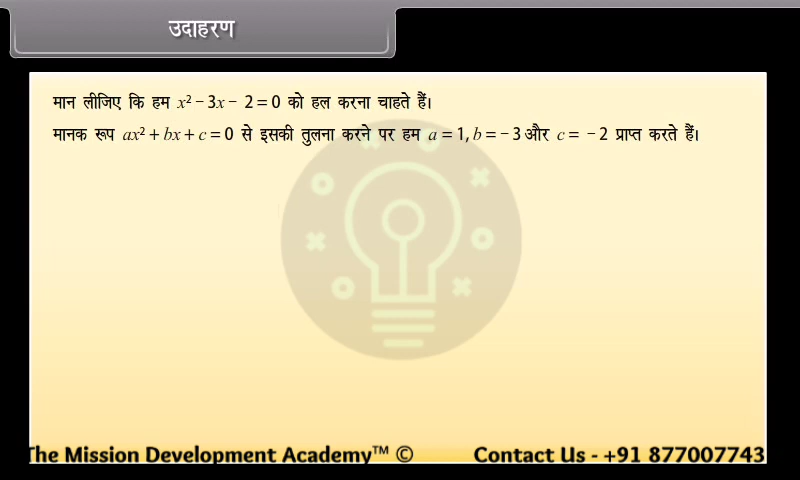 उदाहरण
मान लीजिए कि हम x² − 3x − 2 = 0 को हल करना चाहते हैं।
मानक रूप ax² + bx + c = 0 से इसकी तुलना करने पर हम a = 1, b = − 3 और c = − 2 प्राप्त करते हैं।
The Mission Development Academy™ © Contact Us - +91 877007743